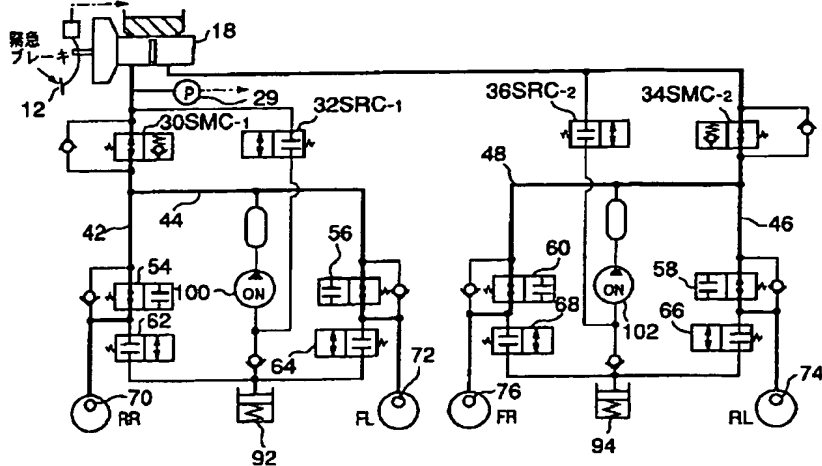 18
緊急
ブレーキ
12
P
29
32SRC-1
36SRC-2
34SMC-2
30SMC-1
48
44
42
46
54
56
60
58
100
ON
ON
102
62
64
68
66
70
RR
72
FL
76
FR
74
RL
92
94